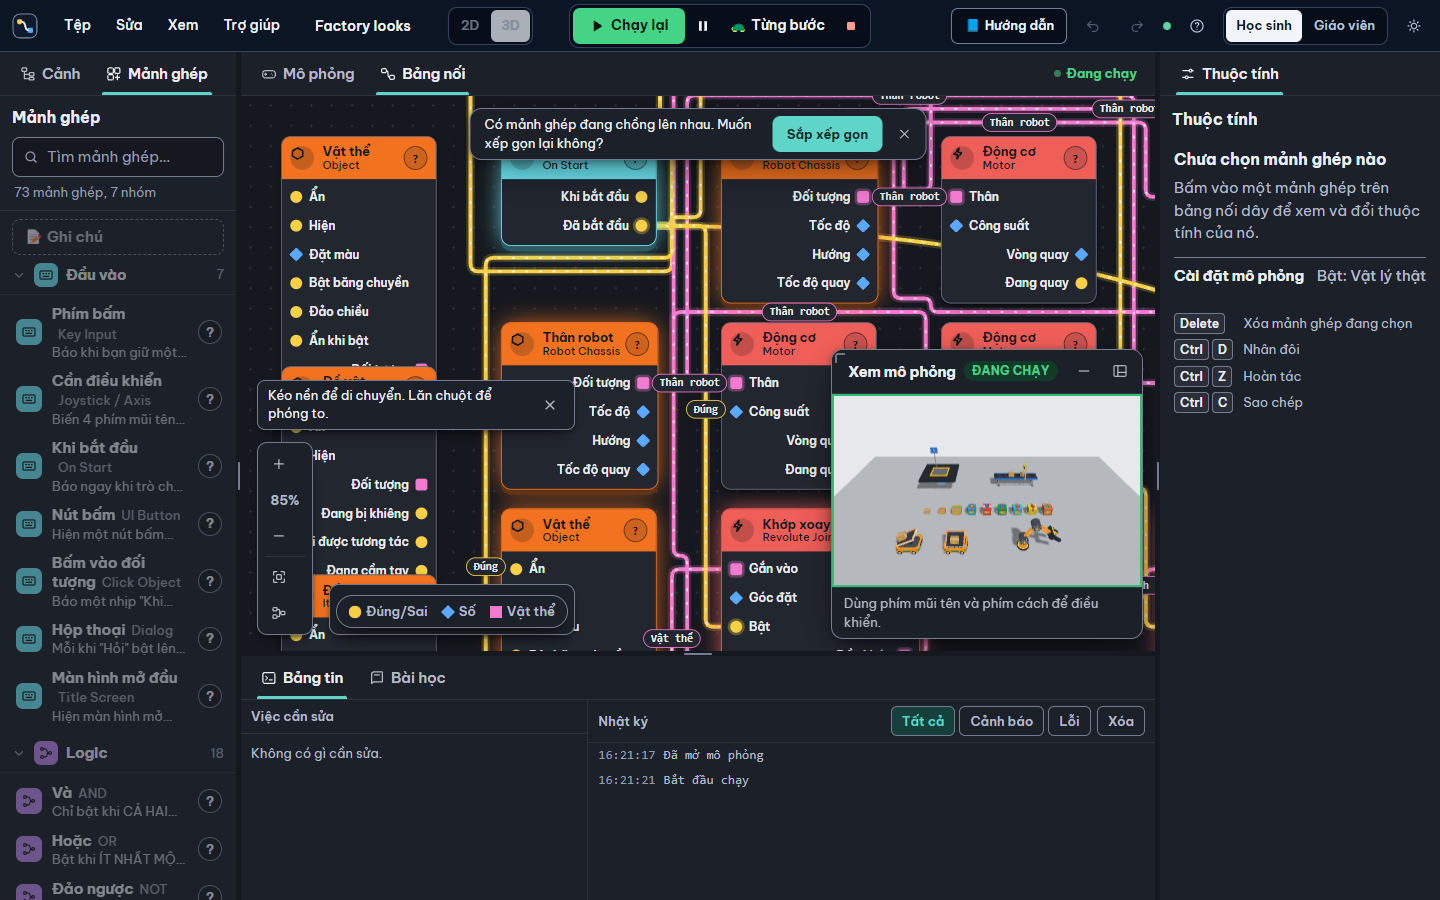 Tệp
Sửa
Xem
Trợ giúp
Factory looks
2D
3D
Chạy lại
Từng bước
Hướng dẫn
Học sinh
Giáo viên
Cảnh
Mảnh ghép
Mảnh ghép
Tìm mảnh ghép...
73 mảnh ghép, 7 nhóm
Ghi chú
Đầu vào
7
Phím bấm
Key Input
Báo khi bạn giữ một...
?
Cần điều khiển
Joystick / Axis
Biến 4 phím mũi tên...
?
Khi bắt đầu
On Start
Báo ngay khi trò ch...
?
Nút bấm UI Button
Hiện một nút bấm...
?
Bấm vào đối
tượng Click Object
Báo một nhịp "Khi...
?
Hộp thoại Dialog
Mỗi khi "Hỏi" bật lên...
?
Màn hình mở đầu
Title Screen
Hiện màn hình mở...
?
Logic
18
Và AND
Chỉ bật khi CẢ HAI...
?
Hoặc OR
Bật khi ÍT NHẤT MỘ...
?
Đảo ngược NOT
?
Mô phỏng
Bảng nối
Đang chạy
Có mảnh ghép đang chồng lên nhau. Muốn
xếp gọn lại không?
Sắp xếp gọn
Vật thể
Object
?
Ẩn
Hiện
Đặt màu
Bật băng chuyền
Đảo chiều
Ẩn khi bật
On Start
Khi bắt đầu
Đã bắt đầu
Robot Chassis
Đối tượng
Tốc độ
Hướng
Tốc độ quay
Thân robot
Thân robot
Thân robot
Thân robot
Động cơ
Motor
?
Thân
Công suất
Vòng quay
Đang quay
Thân robot
Kéo nền để di chuyển. Lăn chuột để
phóng to.
Hiện
Đối tượng
Đang bị khiêng
Đang cầm tay
Ẩn
85%
Thân robot
Robot Chassis
?
Đối tượng
Tốc độ
Hướng
Tốc độ quay
Thân robot
Đúng
Động cơ
Motor
Thân
Công suất
Động cơ
Vật thể
Object
?
Đúng
Ẩn
Vật thể
Khớp xoay
Gắn vào
Góc đặt
Bật
Đúng/Sai
Số
Vật thể
Xem mô phỏng
ĐANG CHẠY
Dùng phím mũi tên và phím cách để điều
khiển.
Bảng tin
Bài học
Việc cần sửa
Không có gì cần sửa.
Nhật ký
Tất cả
Cảnh báo
Lỗi
Xóa
16:21:17 Đã mở mô phỏng
16:21:21 Bắt đầu chạy
Thuộc tính
Thuộc tính
Chưa chọn mảnh ghép nào
Bấm vào một mảnh ghép trên
bảng nối dây để xem và đổi thuộc
tính của nó.
Cài đặt mô phỏng
Bật: Vật lý thật
Delete Xóa mảnh ghép đang chọn
Ctrl D Nhân đôi
Ctrl Z Hoàn tác
Ctrl C Sao chép